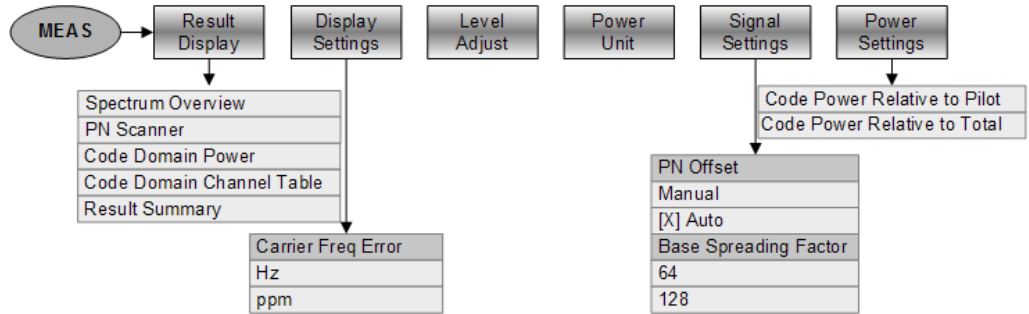 MEAS
Result
Display
Display
Settings
Level
Adjust
Power
Unit
Signal
Settings
Power
Settings
Spectrum Overview
PN Scanner
Code Domain Power
Code Domain Channel Table
Result Summary
Carrier Freq Error
Hz
ppm
PN Offset
Manual
[X] Auto
Base Spreading Factor
64
128
Code Power Relative to Pilot
Code Power Relative to Total